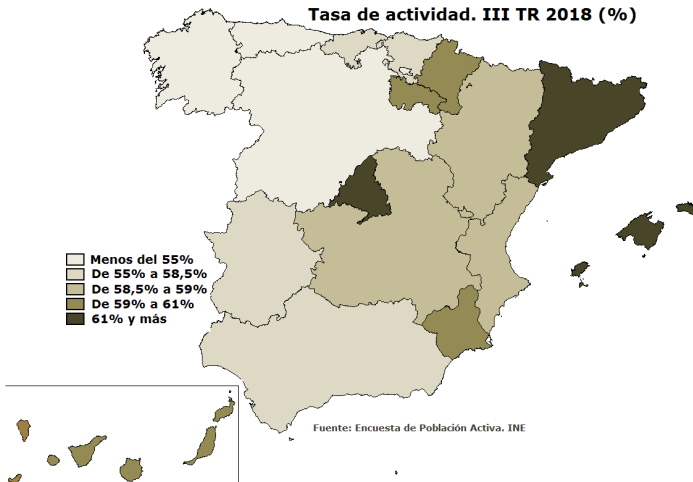 Tasa de actividad. III TR 2018 (%)
Menos del 55%
De 55% a 58,5%
De 58,5% a 59%
De 59% a 61%
61% y más
Fuente: Encuesta de Población Activa. INE